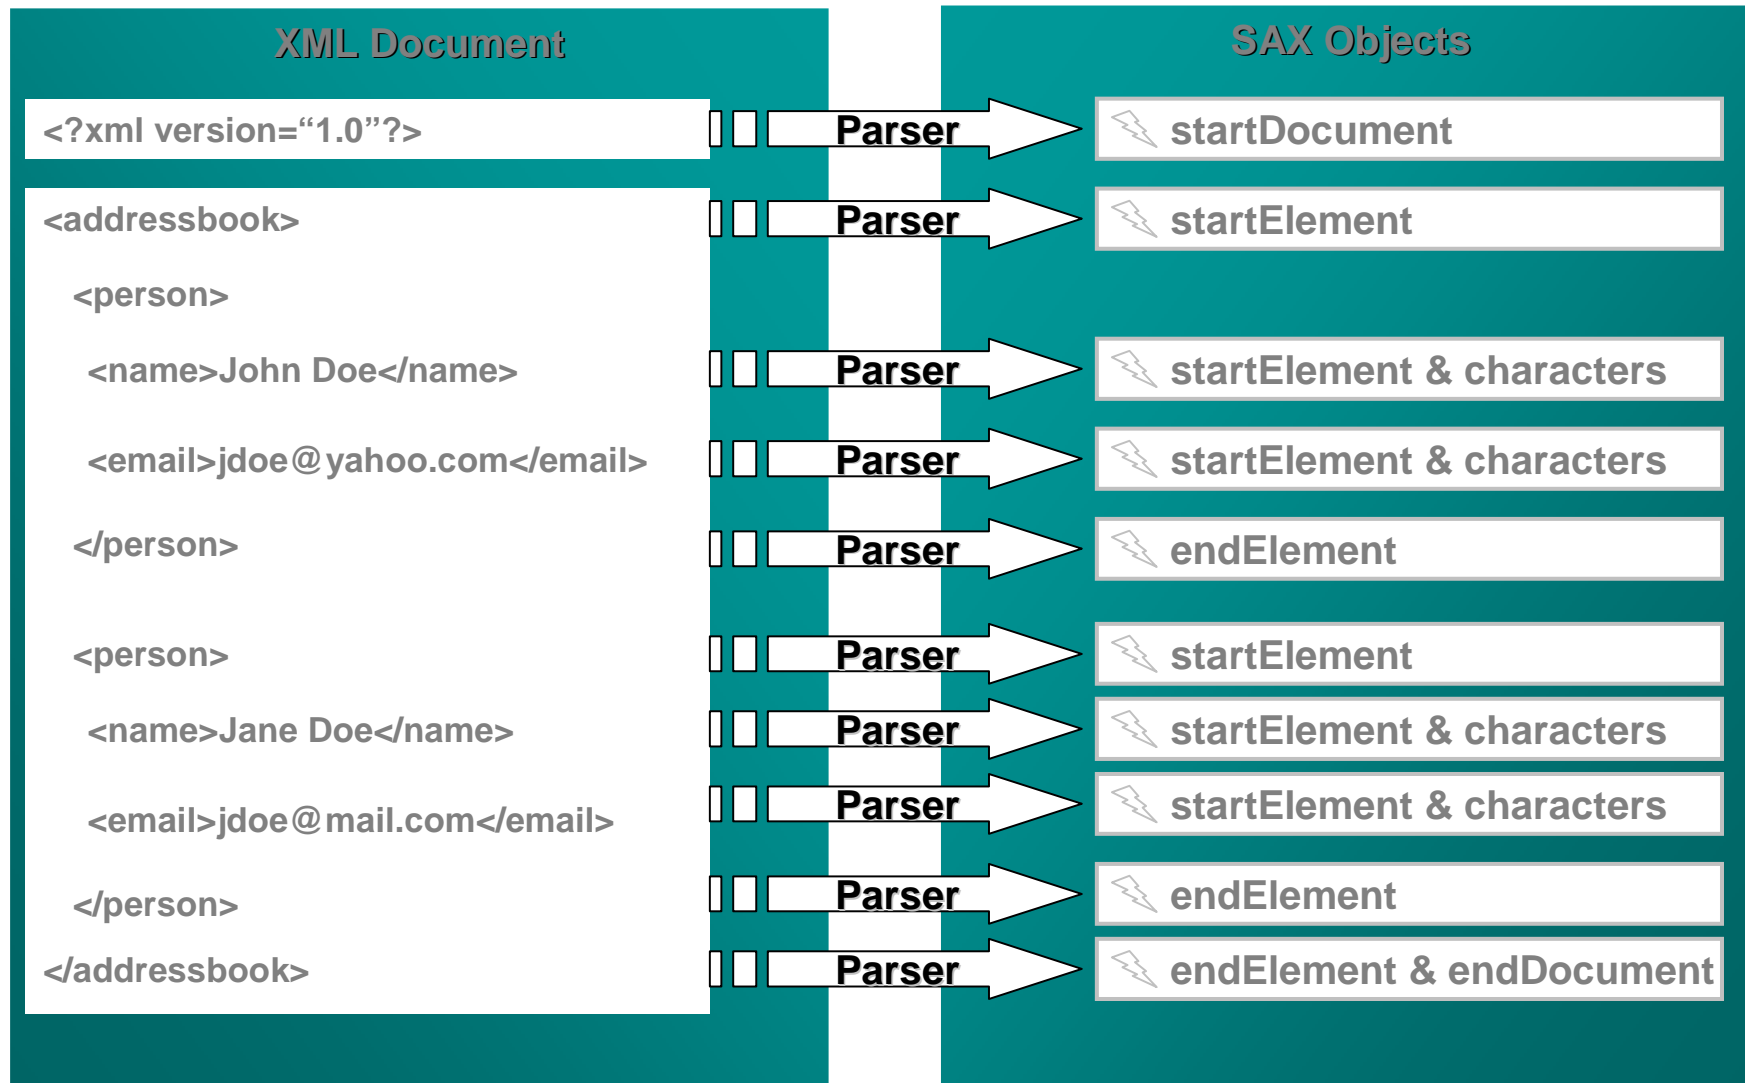 XML Document
SAX Objects
<?xml version=“1.0”?>
Parser
startDocument
<addressbook>
Parser
startElement
<person>
<name>John Doe</name>
Parser
startElement & characters
<email>jdoe@yahoo.com</email>
Parser
startElement & characters
</person>
Parser
endElement
<person>
Parser
startElement
<name>Jane Doe</name>
Parser
startElement & characters
<email>jdoe@mail.com</email>
Parser
startElement & characters
</person>
Parser
endElement
</addressbook>
Parser
endElement & endDocument